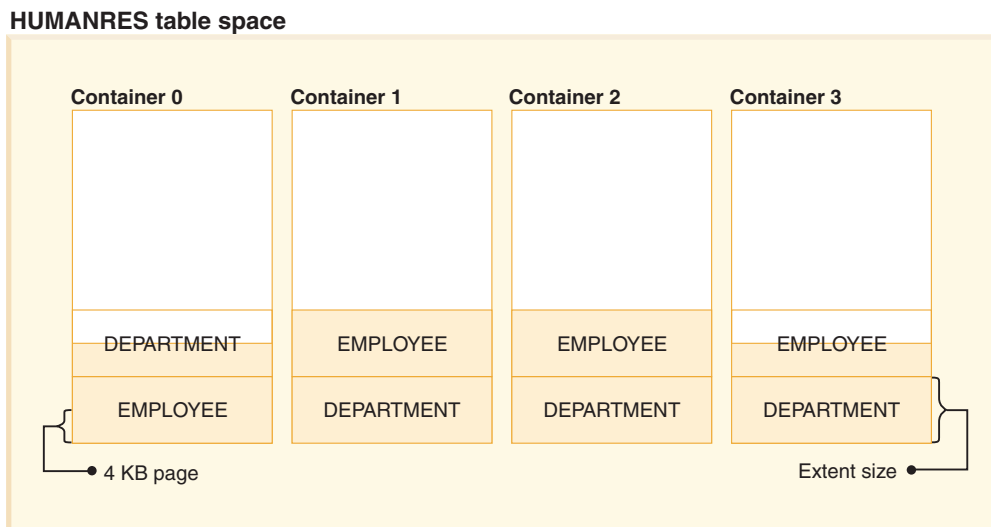 HUMANRES table space
Container 0
Container 1
Container 2
Container 3
DEPARTMENT
EMPLOYEE
EMPLOYEE
EMPLOYEE
EMPLOYEE
DEPARTMENT
DEPARTMENT
DEPARTMENT
4 KB page
Extent size